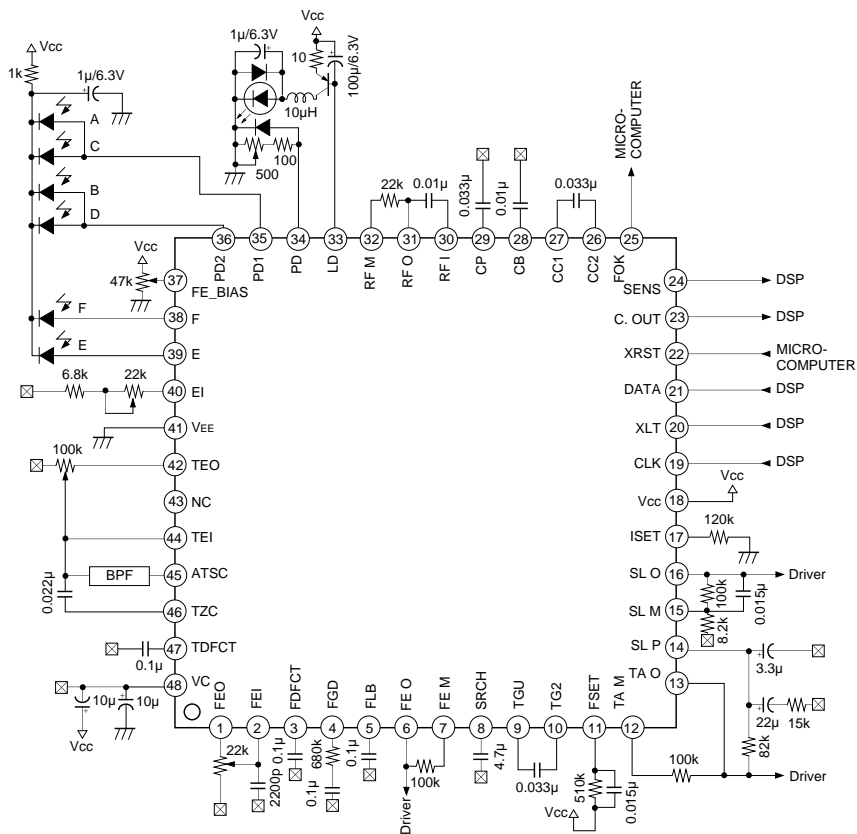 Vcc
1k
1µ/6.3V
A
C
B
D
1µ/6.3V
10µH
500
100
Vcc
10
100µ/6.3V
22k
0.01µ
0.033µ
0.01µ
0.033µ
MICRO-
COMPUTER
36
35
34
33
32
31
30
29
28
27
26
25
PD2
PD1
PD
LD
RF M
RF O
RF I
CP
CB
CC1
CC2
FOK
Vcc
47k
37
FE_BIAS
F
38
F
E
39
E
6.8k
22k
40
EI
41
VEE
100k
42
TEO
43
NC
44
TEI
BPF
45
ATSC
0.022µ
46
TZC
0.1µ
47
TDFCT
10µ
10µ
Vcc
48
VC
SENS
24
DSP
C. OUT
23
DSP
XRST
22
MICRO-
COMPUTER
DATA
21
DSP
XLT
20
DSP
CLK
19
DSP
Vcc
18
Vcc
ISET
17
120k
SL O
16
Driver
100k
0.015µ
SL M
15
8.2k
SL P
14
3.3µ
TA O
13
22µ
15k
82k
FEO
FEI
FDFCT
FGD
FLB
FE O
FE M
SRCH
TGU
TG2
FSET
TA M
1
2
3
4
5
6
7
8
9
10
11
12
22k
2200p
0.1µ
680k
0.1µ
0.1µ
Driver
100k
4.7µ
0.033µ
Vcc
510k
0.015µ
100k
Driver